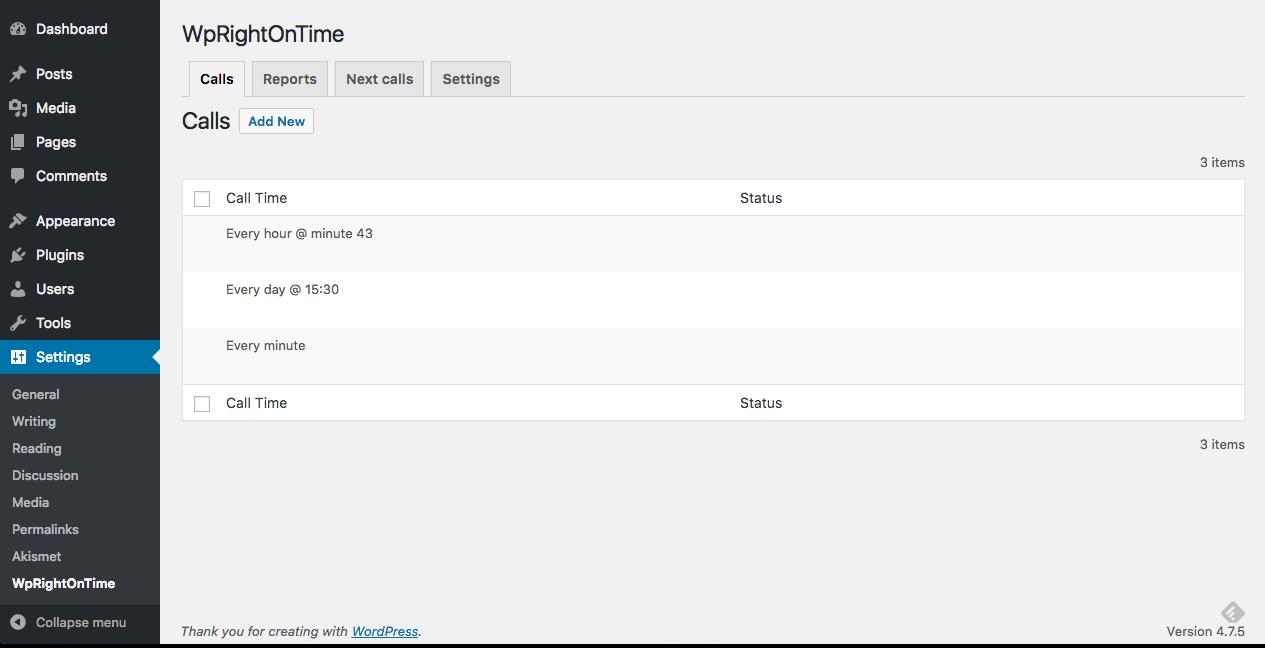 Dashboard
Posts
Media
Pages
Comments
Appearance
Plugins
Users
Tools
Settings
General
Writing
Reading
Discussion
Media
Permalinks
Akismet
WpRightOnTime
Collapse menu
WpRightOnTime
Calls Reports Next calls Settings
Calls Add New
3 items
Call Time Status
Every hour @ minute 43
Every day @ 15:30
Every minute
Call Time Status
3 items
Thank you for creating with WordPress. Version 4.7.5